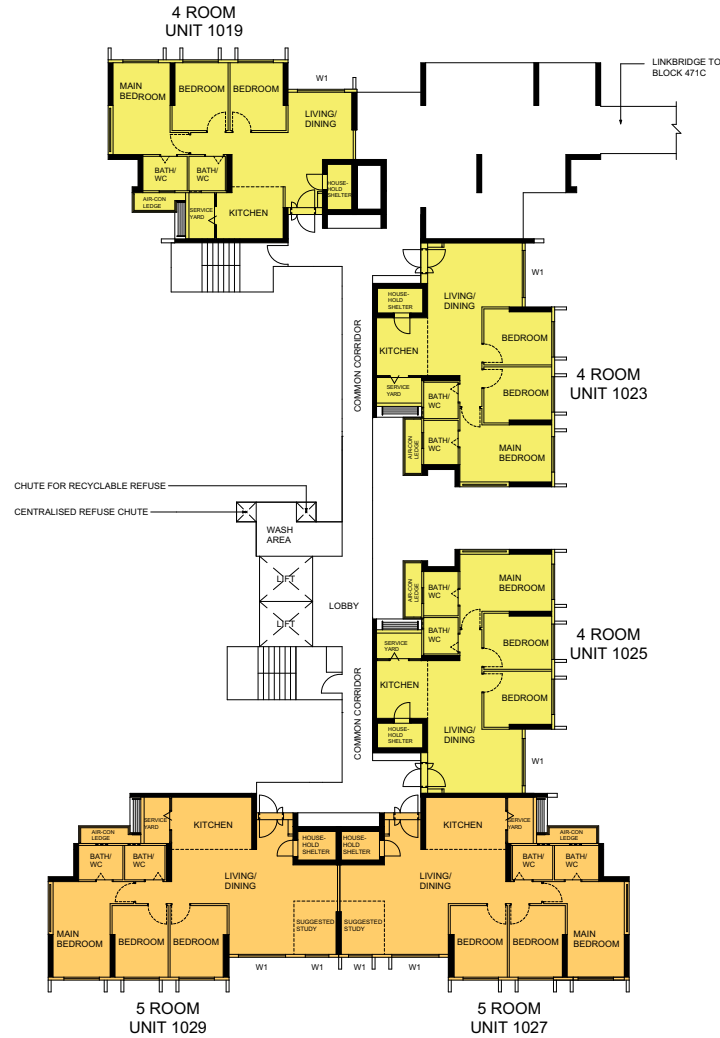 4 ROOM
UNIT 1019
LINKBRIDGE TO
BLOCK 471C
W1
MAIN
BEDROOM
BEDROOM
BEDROOM
LIVING/
DINING
BATH/
WC
BATH/
WC
HOUSE-
HOLD
SHELTER
AIR-CON
LEDGE
SERVICE
YARD
KITCHEN
COMMON CORRIDOR
W1
HOUSE-
HOLD
SHELTER
LIVING/
DINING
BEDROOM
KITCHEN
SERVICE
YARD
BEDROOM
BATH/
WC
BATH/
WC
AIR-CON
LEDGE
MAIN
BEDROOM
4 ROOM
UNIT 1023
CHUTE FOR RECYCLABLE REFUSE
CENTRALISED REFUSE CHUTE
WASH
AREA
LIFT
LIFT
LOBBY
AIR-CON
LEDGE
BATH/
WC
MAIN
BEDROOM
BATH/
WC
SERVICE
YARD
BEDROOM
KITCHEN
BEDROOM
4 ROOM
UNIT 1025
HOUSE-
HOLD
SHELTER
LIVING/
DINING
COMMON CORRIDOR
W1
AIR-CON
LEDGE
SERVICE
YARD
KITCHEN
HOUSE-
HOLD
SHELTER
HOUSE-
HOLD
SHELTER
KITCHEN
SERVICE
YARD
AIR-CON
LEDGE
BATH/
WC
BATH/
WC
LIVING/
DINING
LIVING/
DINING
BATH/
WC
BATH/
WC
MAIN
BEDROOM
BEDROOM
BEDROOM
SUGGESTED
STUDY
SUGGESTED
STUDY
BEDROOM
BEDROOM
MAIN
BEDROOM
W1
W1
W1
W1
5 ROOM
UNIT 1029
5 ROOM
UNIT 1027